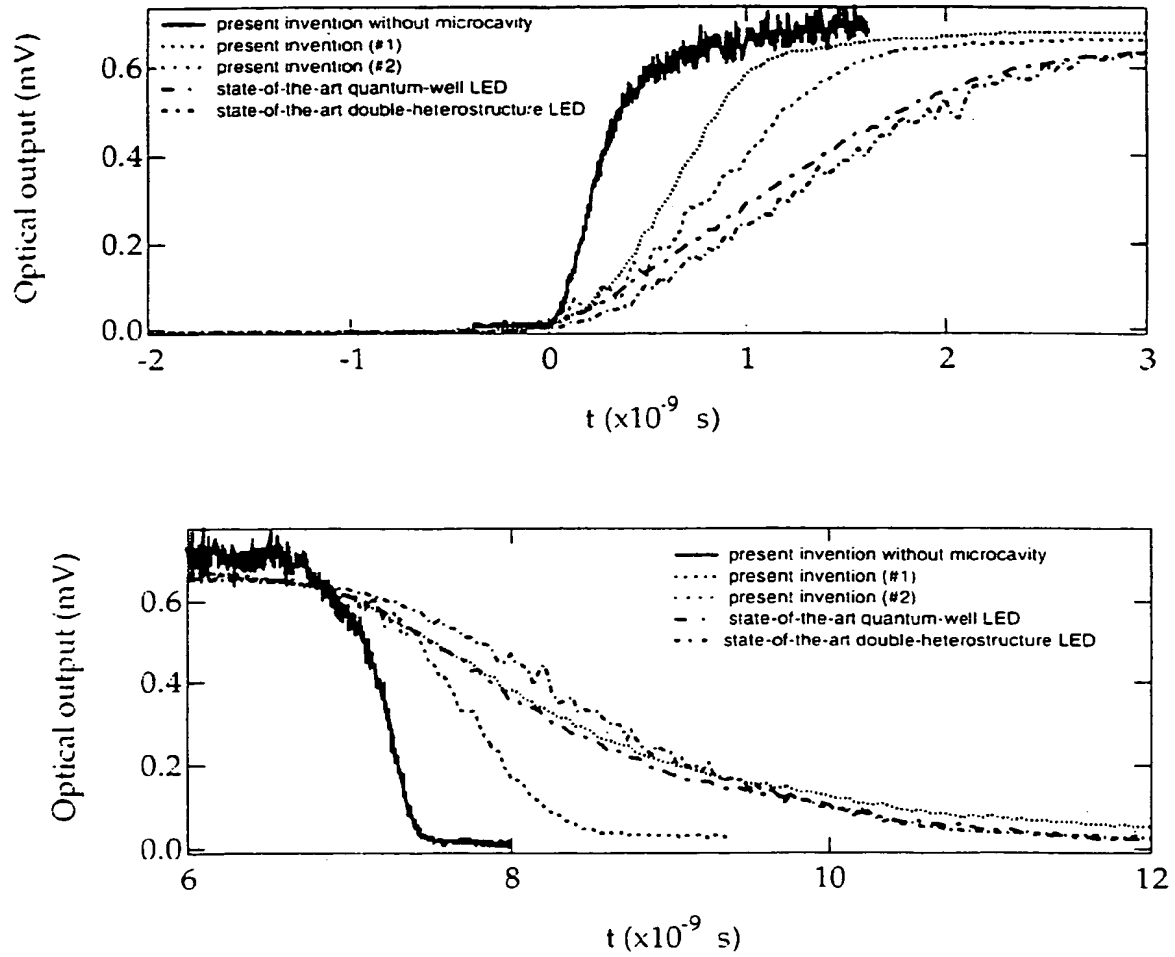 present invention without microcavity
present invention (#1)
present invention (#2)
state-of-the-art quantum-well LED
state-of-the-art double-heterostructure LED
Optical output (mV)
0.6
0.4
0.2
0.0
-2 -1 0 1 2 3
t (x10⁻⁹ s)
present invention without microcavity
present invention (#1)
present invention (#2)
state-of-the-art quantum-well LED
state-of-the-art double-heterostructure LED
Optical output (mV)
0.6
0.4
0.2
0.0
6 8 10 12
t (x10⁻⁹ s)